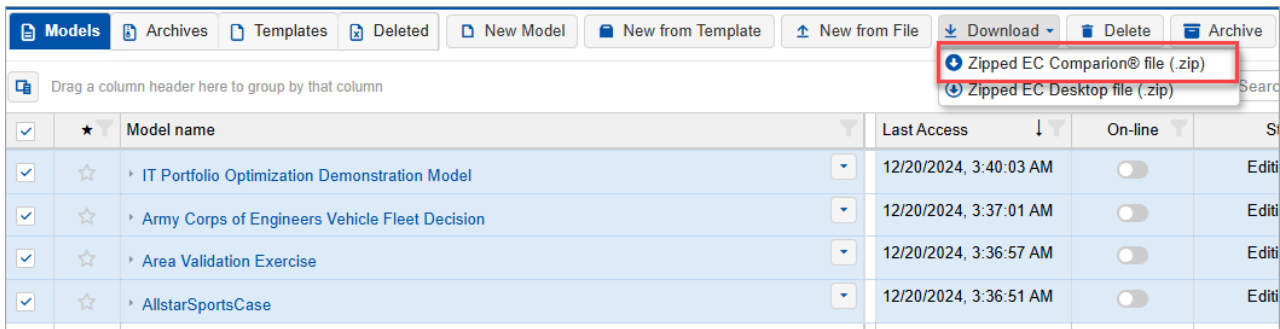 Models Archives Templates Deleted New Model New from Template New from File Download Delete Archive
Zipped EC Comparion® file (.zip)
Zipped EC Desktop file (.zip)
Drag a column header here to group by that column
Model name Last Access On-line
IT Portfolio Optimization Demonstration Model 12/20/2024, 3:40:03 AM
Army Corps of Engineers Vehicle Fleet Decision 12/20/2024, 3:37:01 AM
Area Validation Exercise 12/20/2024, 3:36:57 AM
AllstarSportsCase 12/20/2024, 3:36:51 AM